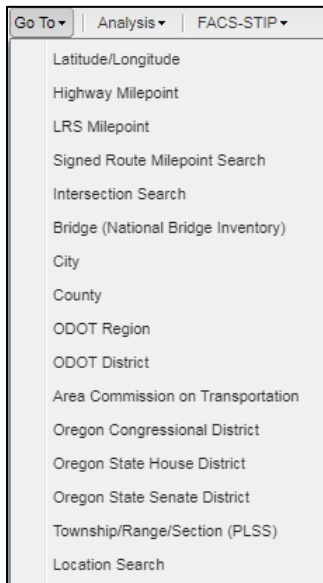 Go To Analysis FACS-STIP
Latitude/Longitude
Highway Milepoint
LRS Milepoint
Signed Route Milepoint Search
Intersection Search
Bridge (National Bridge Inventory)
City
County
ODOT Region
ODOT District
Area Commission on Transportation
Oregon Congressional District
Oregon State House District
Oregon State Senate District
Township/Range/Section (PLSS)
Location Search